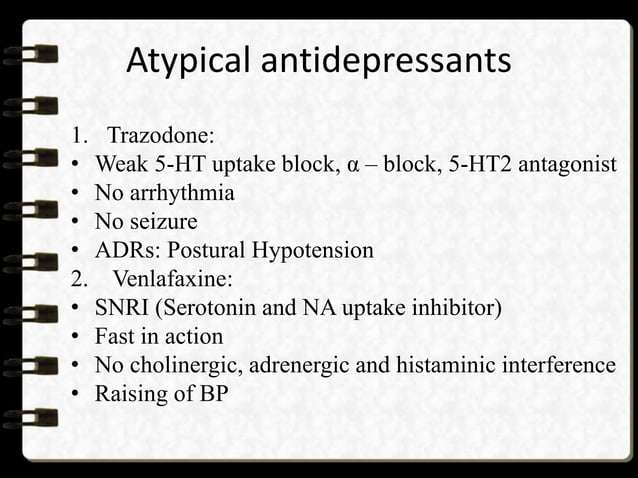 Atypical antidepressants
1. Trazodone:
• Weak 5-HT uptake block, α – block, 5-HT2 antagonist
• No arrhythmia
• No seizure
• ADRs: Postural Hypotension
2. Venlafaxine:
• SNRI (Serotonin and NA uptake inhibitor)
• Fast in action
• No cholinergic, adrenergic and histaminic interference
• Raising of BP